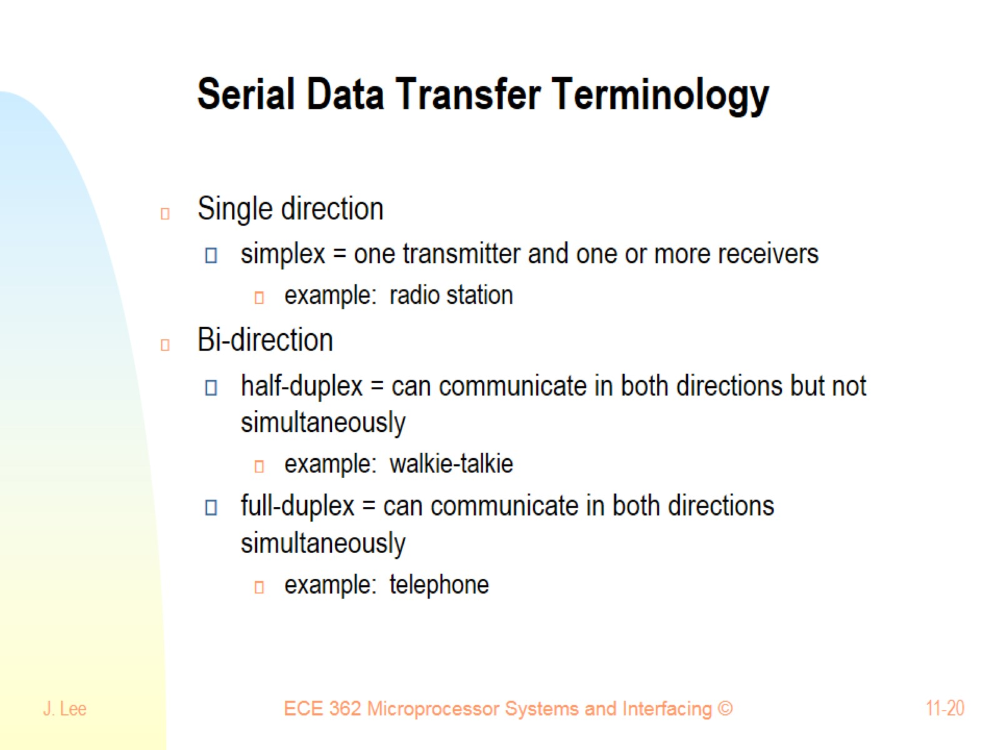 Serial Data Transfer Terminology
Single direction
simplex = one transmitter and one or more receivers
example:  radio station
Bi-direction
half-duplex = can communicate in both directions but not
simultaneously
example:  walkie-talkie
full-duplex = can communicate in both directions
simultaneously
example:  telephone
J. Lee
ECE 362 Microprocessor Systems and Interfacing ©
11-20